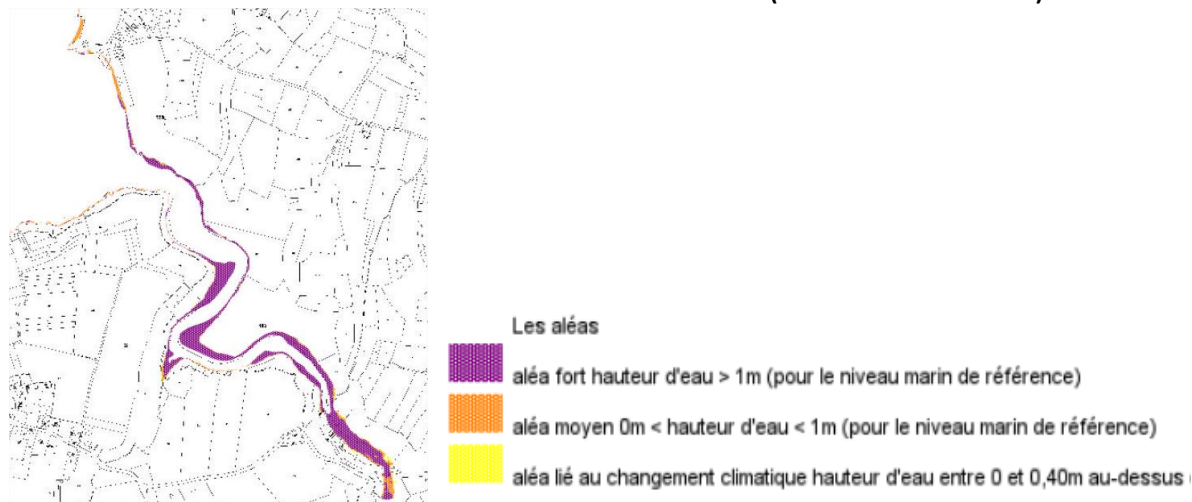 Les aléas
aléa fort hauteur d'eau > 1m (pour le niveau marin de référence)
aléa moyen 0m < hauteur d'eau < 1m (pour le niveau marin de référence)
aléa lié au changement climatique hauteur d'eau entre 0 et 0,40m au-dessus